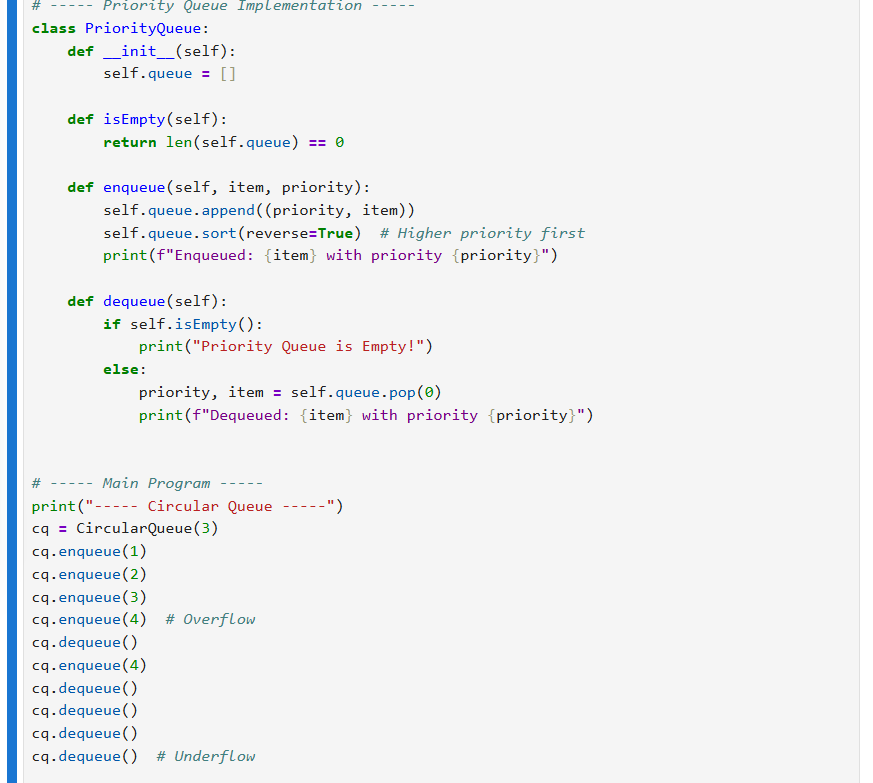 # ----- Priority Queue Implementation -----
class PriorityQueue:
    def __init__(self):
        self.queue = []

    def isEmpty(self):
        return len(self.queue) == 0

    def enqueue(self, item, priority):
        self.queue.append((priority, item))
        self.queue.sort(reverse=True)  # Higher priority first
        print(f"Enqueued: {item} with priority {priority}")

    def dequeue(self):
        if self.isEmpty():
            print("Priority Queue is Empty!")
        else:
            priority, item = self.queue.pop(0)
            print(f"Dequeued: {item} with priority {priority}")


# ----- Main Program -----
print("----- Circular Queue -----")
cq = CircularQueue(3)
cq.enqueue(1)
cq.enqueue(2)
cq.enqueue(3)
cq.enqueue(4)  # Overflow
cq.dequeue()
cq.enqueue(4)
cq.dequeue()
cq.dequeue()
cq.dequeue()
cq.dequeue()  # Underflow